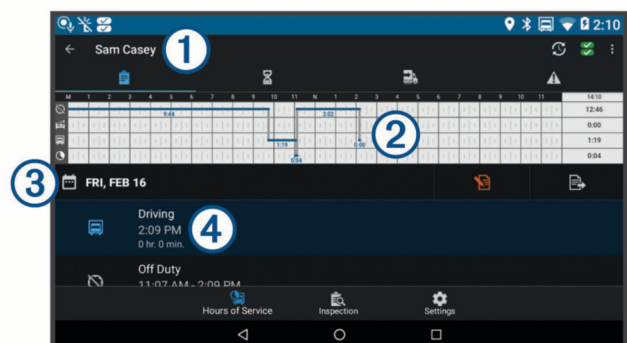 2:10
Sam Casey
1
M 1 2 3 4 5 6 7 8 9 10 11 N 1 2 3 4 5 6 7 8 9 10 11 14:10
9:44 3:02 12:46
0:00
1:19 0:00 1:19
0:04 0:04
2
3
FRI, FEB 16
Driving
2:09 PM
0 hr. 0 min.
4
Off Duty
11:07 AM - 2:09 PM
Hours of Service Inspection Settings